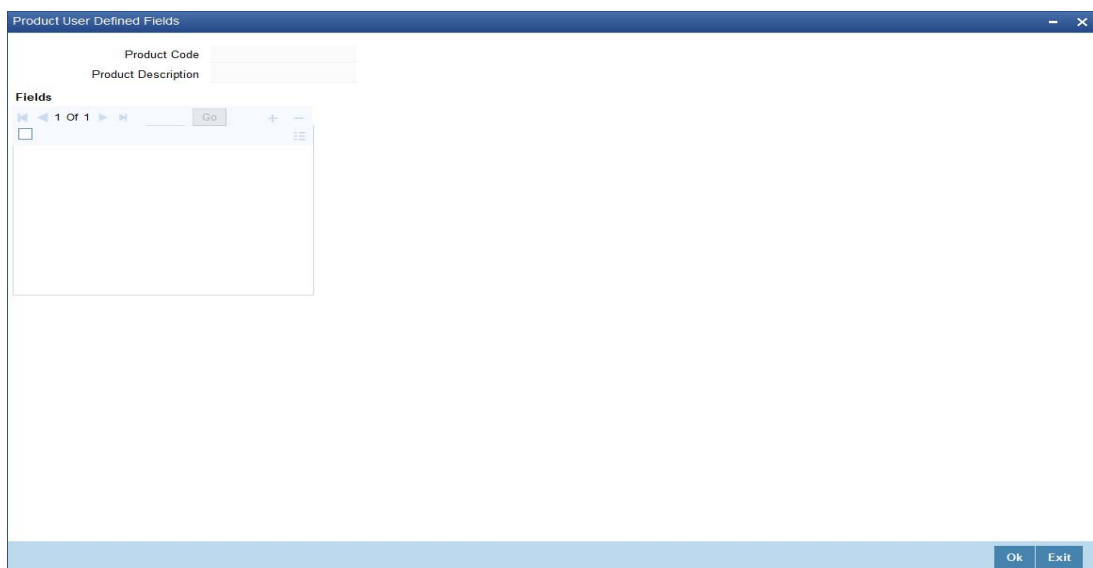 Product User Defined Fields
Product Code
Product Description
Fields
1 Of 1 Go
Ok Exit